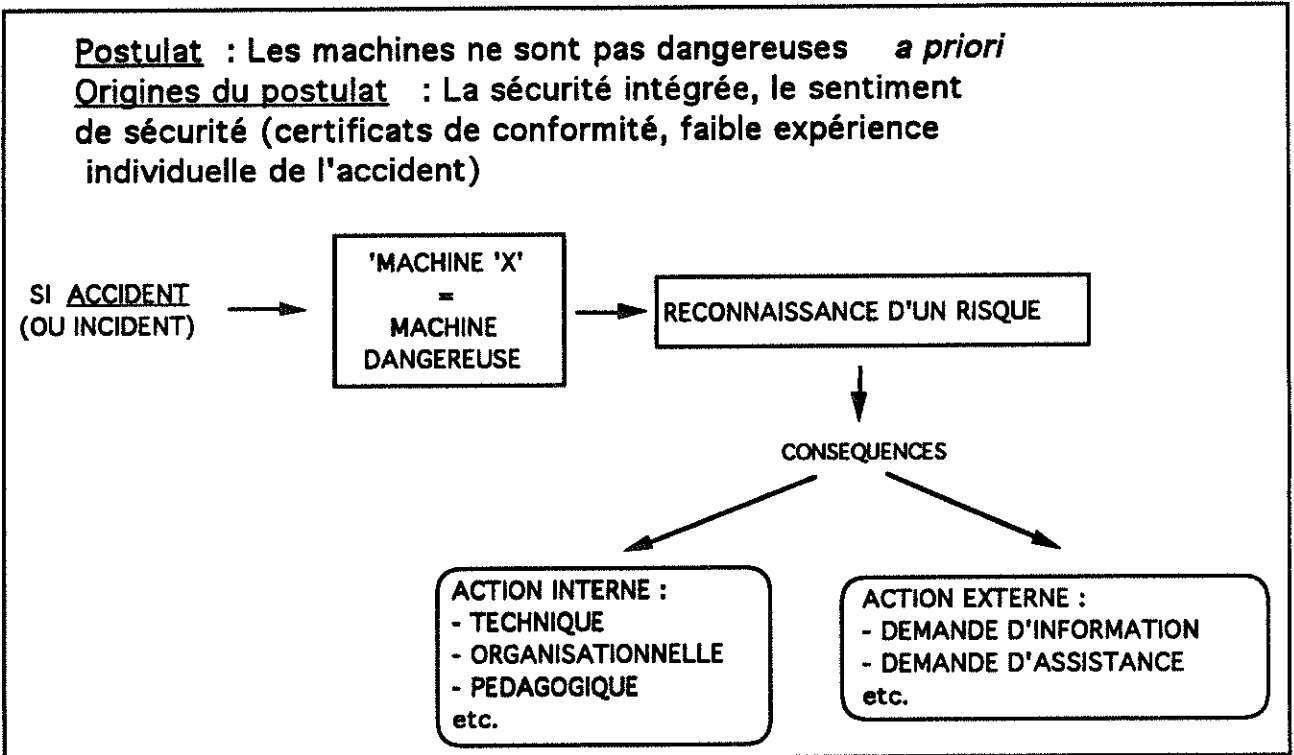 Postulat : Les machines ne sont pas dangereuses a priori
Origines du postulat : La sécurité intégrée, le sentiment
de sécurité (certificats de conformité, faible expérience
individuelle de l'accident)
SI ACCIDENT
(OU INCIDENT)
'MACHINE 'X'
=
MACHINE
DANGEREUSE
RECONNAISSANCE D'UN RISQUE
CONSEQUENCES
ACTION INTERNE :
- TECHNIQUE
- ORGANISATIONNELLE
- PEDAGOGIQUE
etc.
ACTION EXTERNE :
- DEMANDE D'INFORMATION
- DEMANDE D'ASSISTANCE
etc.